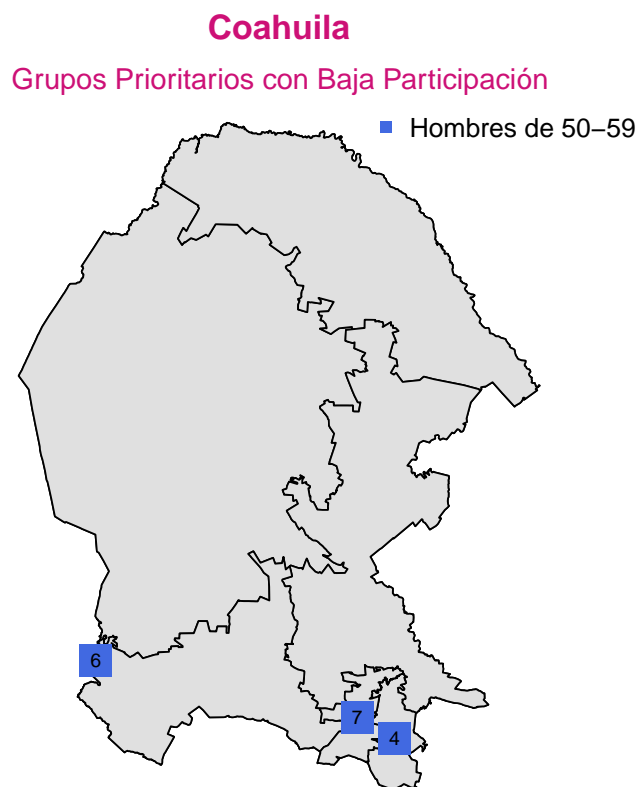 Coahuila
Grupos Prioritarios con Baja Participación
Hombres de 50–59
6
7
4